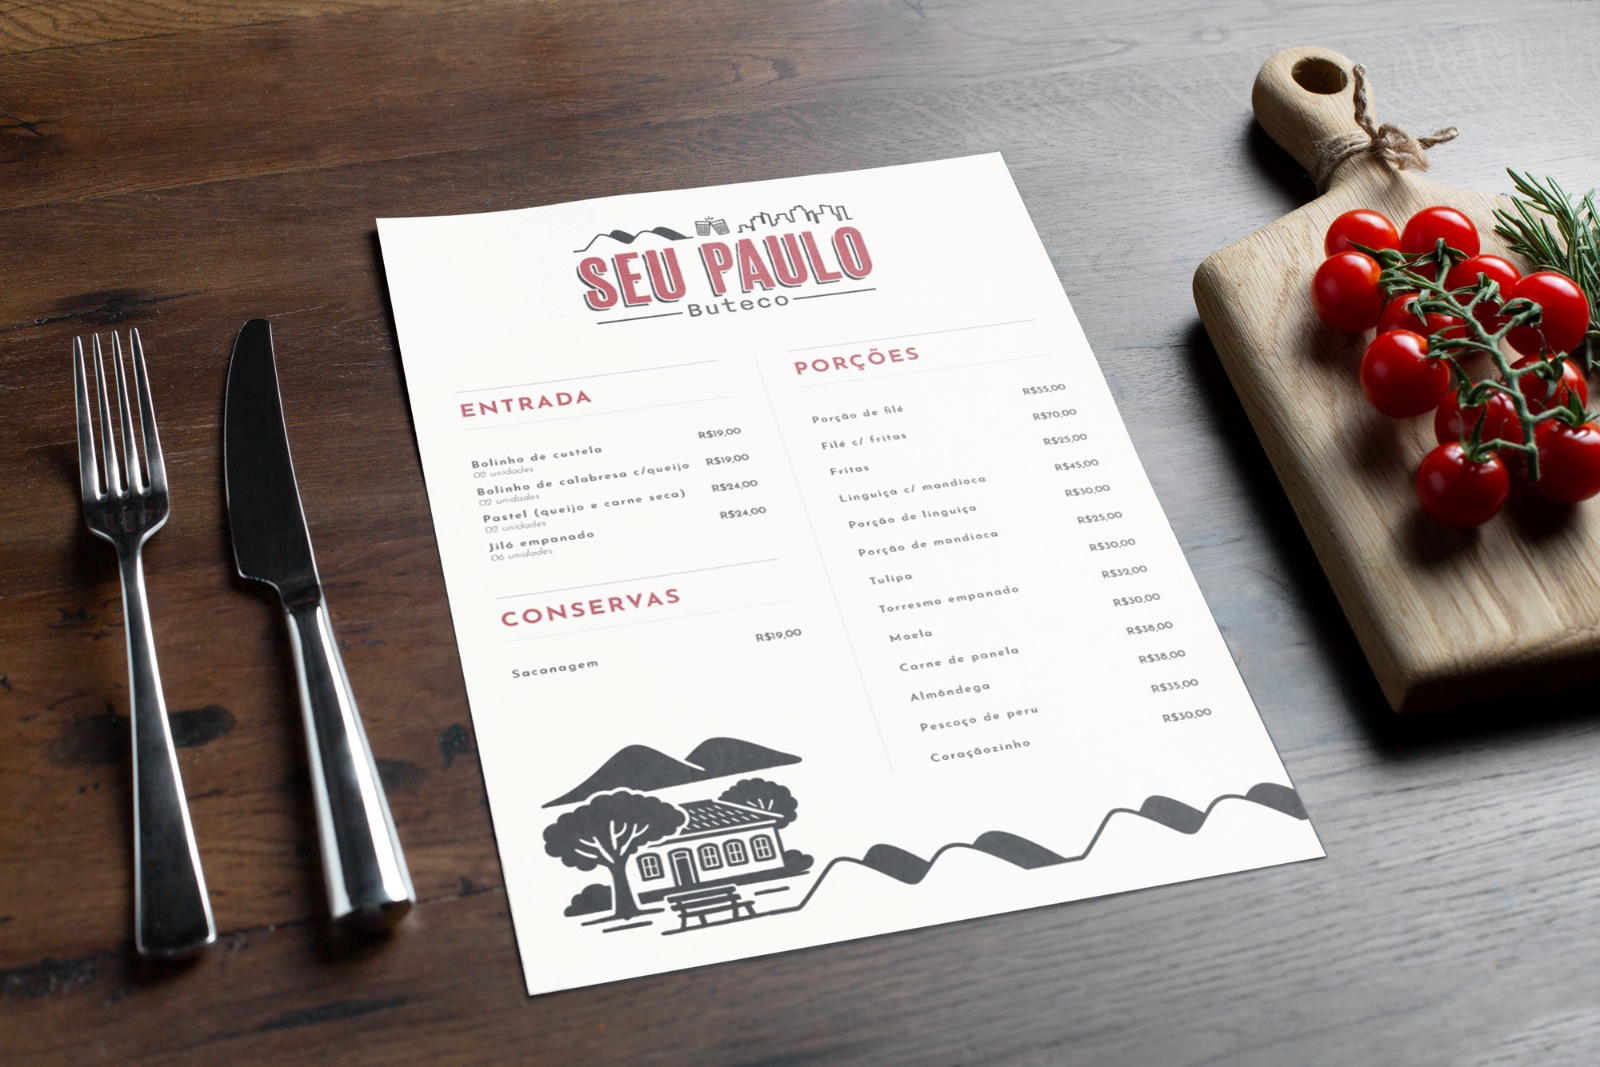 SEU PAULO
Buteco
ENTRADA
Bolinho de custela R$19,00
02 unidades
Bolinho de calabresa c/queijo R$19,00
02 unidades
Pastel (queijo e carne seca) R$24,00
02 unidades
Jiló empanado R$24,00
06 unidades
CONSERVAS
Sacanagem R$19,00
PORÇÕES
Porção de filé R$55,00
Filé c/ fritas R$70,00
Fritas R$25,00
Linguiça c/ mandioca R$45,00
Porção de linguiça R$30,00
Porção de mandioca R$25,00
Tulipa R$30,00
Torresmo empanado R$32,00
Moela R$30,00
Carne de panela R$38,00
Almôndega R$38,00
Pescoço de peru R$35,00
Coraçãozinho R$30,00